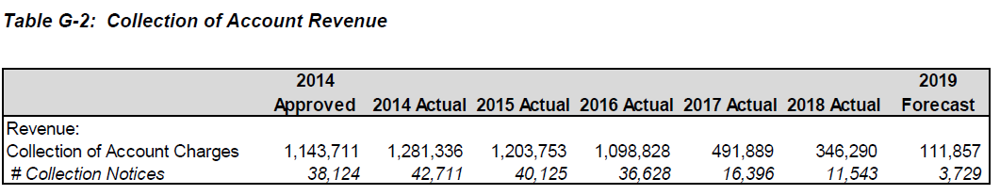 Table G-2:  Collection of Account Revenue
2014 2019
Approved 2014 Actual 2015 Actual 2016 Actual 2017 Actual 2018 Actual Forecast
Revenue:
Collection of Account Charges 1,143,711 1,281,336 1,203,753 1,098,828 491,889 346,290 111,857
# Collection Notices 38,124 42,711 40,125 36,628 16,396 11,543 3,729